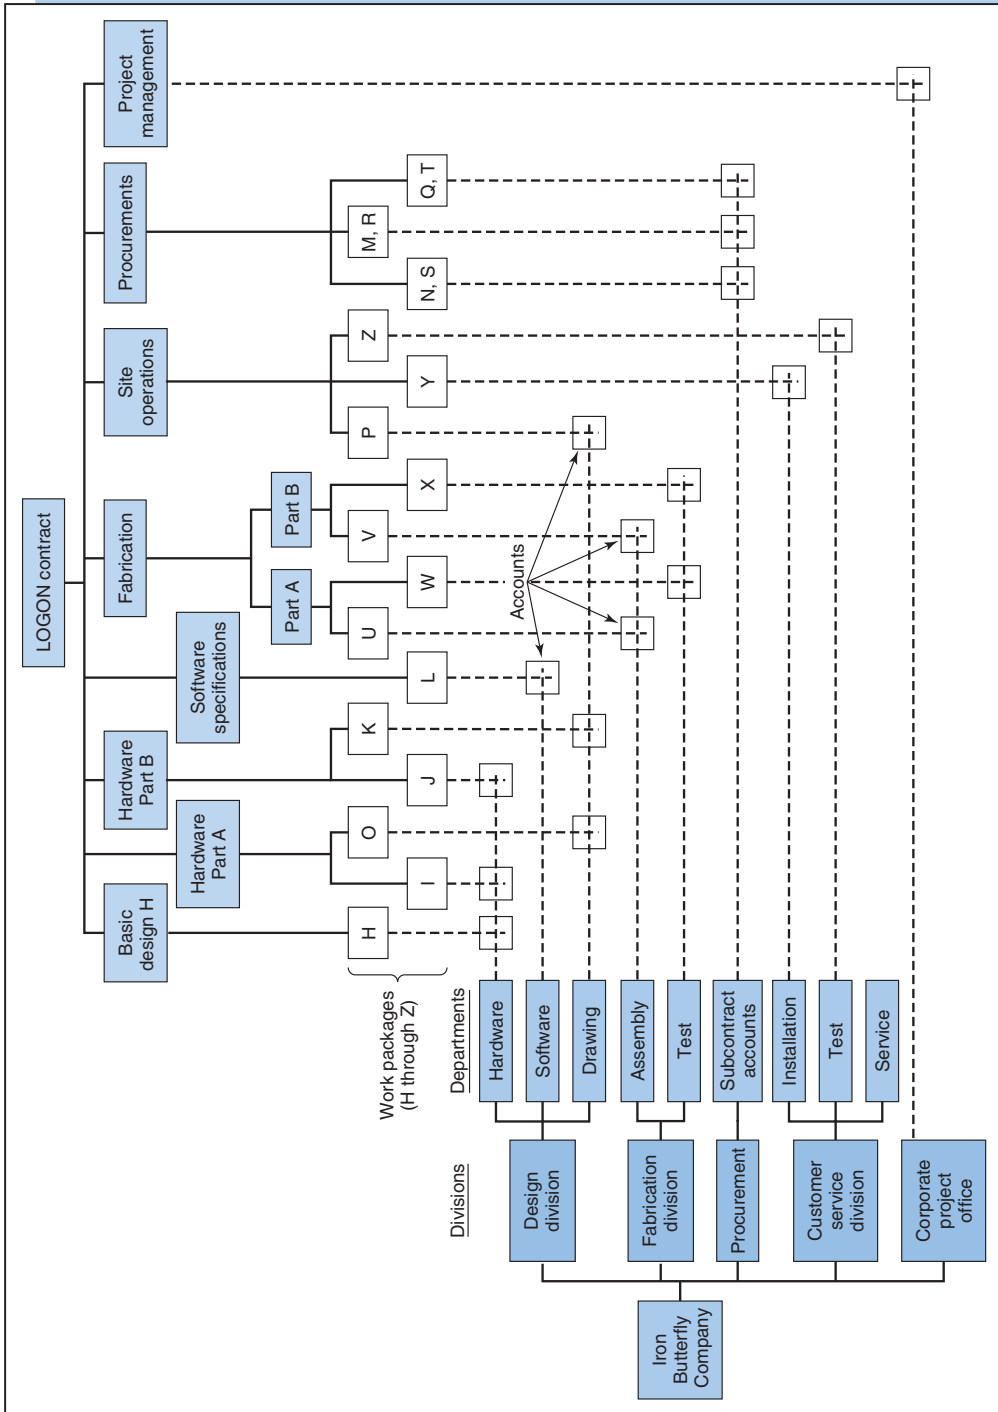 LOGON contract
Basic
design H
Hardware
Part A
Hardware
Part B
Software
specifications
Fabrication
Site
operations
Procurements
Project
management
Part A
Part B
H
I
O
J
K
L
U
W
V
X
P
Y
Z
N, S
M, R
Q, T
Work packages
(H through Z)
Accounts
Divisions
Departments
Iron
Butterfly
Company
Design
division
Hardware
Software
Drawing
Fabrication
division
Assembly
Test
Procurement
Subcontract
accounts
Customer
service
division
Installation
Test
Service
Corporate
project
office